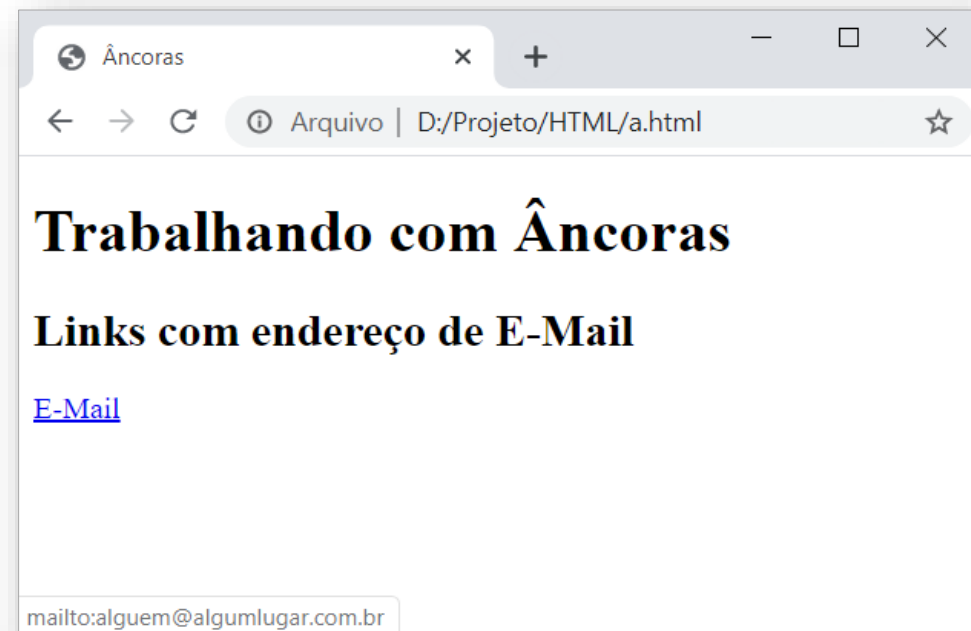 Âncoras
Arquivo | D:/Projeto/HTML/a.html
Trabalhando com Âncoras
Links com endereço de E-Mail
E-Mail
mailto:alguem@algumlugar.com.br